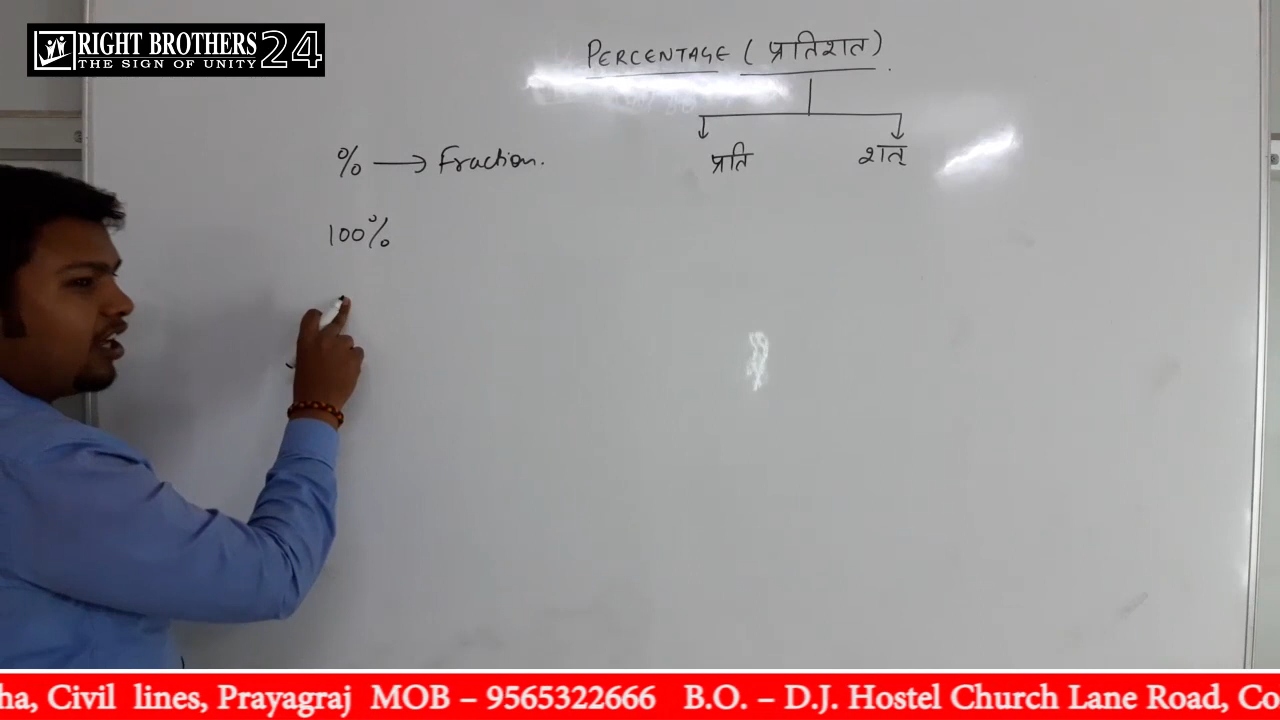 RIGHT BROTHERS 24
THE SIGN OF UNITY
PERCENTAGE (प्रतिशत)
प्रति शत्
% → Fraction.
100%
ha, Civil lines, Prayagraj MOB – 9565322666 B.O. – D.J. Hostel Church Lane Road, Co